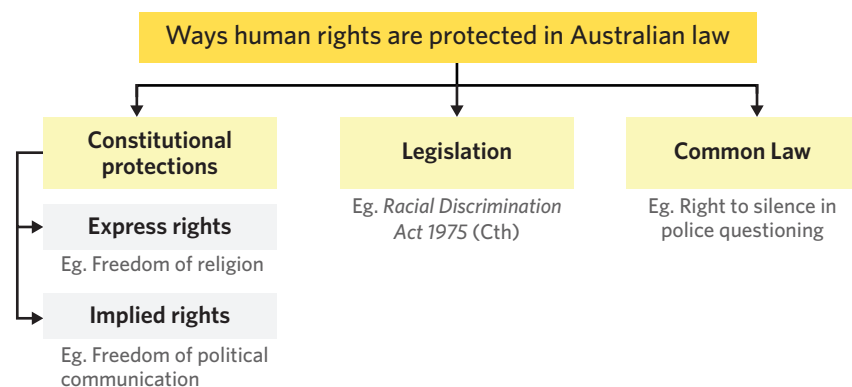 Ways human rights are protected in Australian law
Constitutional
protections
Express rights
Eg. Freedom of religion
Implied rights
Eg. Freedom of political
communication
Legislation
Eg. Racial Discrimination
Act 1975 (Cth)
Common Law
Eg. Right to silence in
police questioning